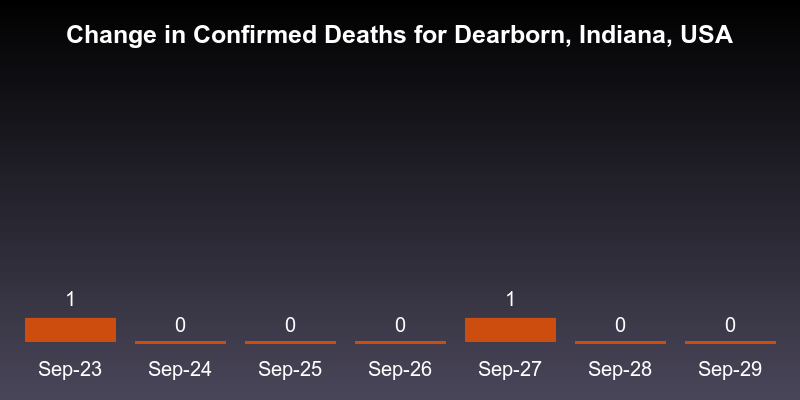 Change in Confirmed Deaths for Dearborn, Indiana, USA
1 0 0 0 1 0 0
Sep-23 Sep-24 Sep-25 Sep-26 Sep-27 Sep-28 Sep-29